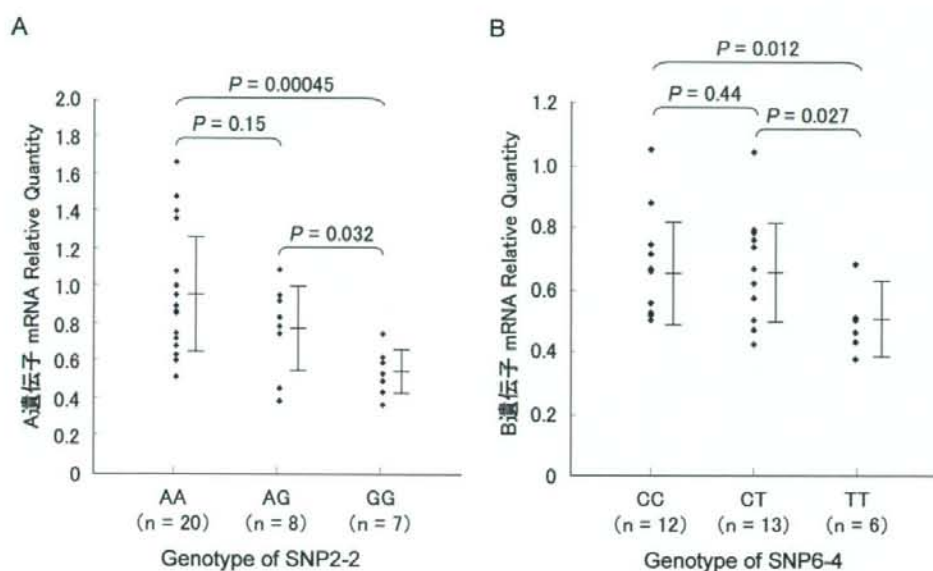 A
P = 0.00045
P = 0.15
P = 0.032
A遺伝子 mRNA Relative Quantity
2.0
1.8
1.6
1.4
1.2
1.0
0.8
0.6
0.4
0.2
0
AA AG GG
(n = 20) (n = 8) (n = 7)
Genotype of SNP2-2
B
P = 0.012
P = 0.44
P = 0.027
B遺伝子 mRNA Relative Quantity
1.2
1.0
0.8
0.6
0.4
0.2
0
CC CT TT
(n = 12) (n = 13) (n = 6)
Genotype of SNP6-4